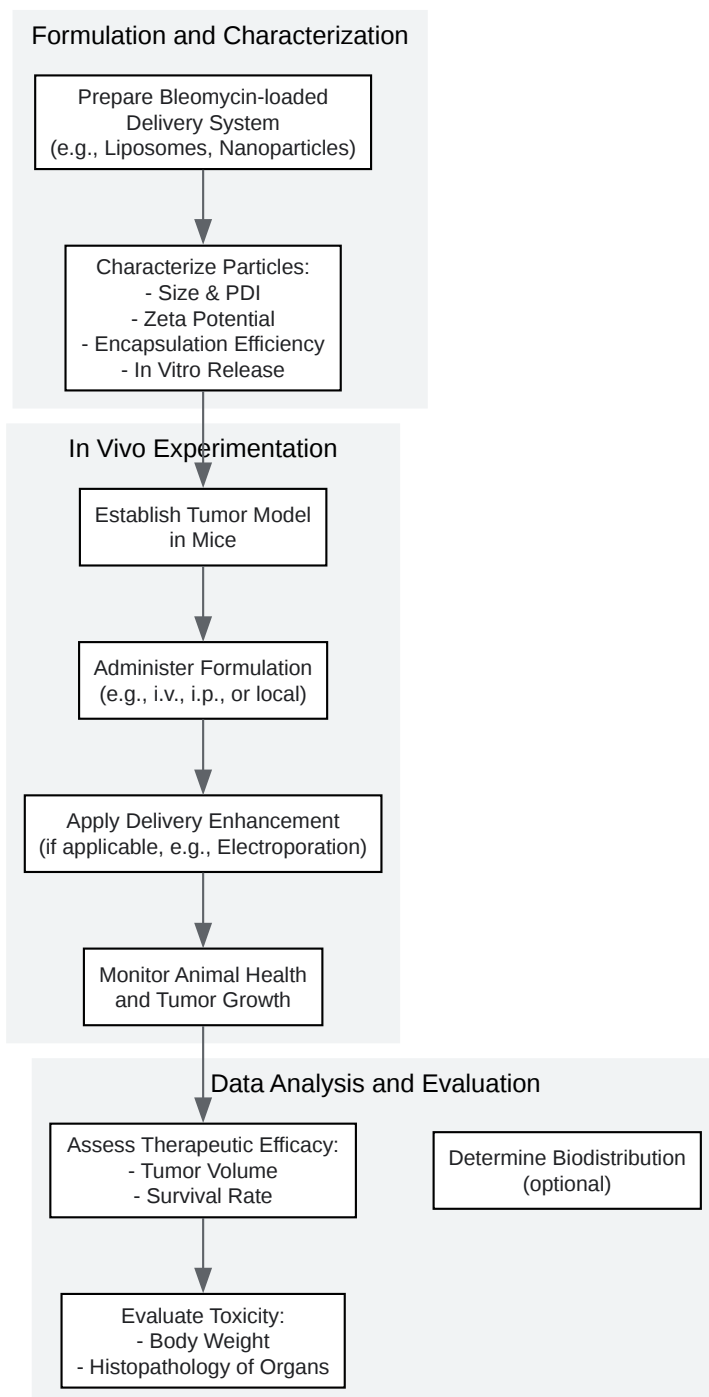 Formulation and Characterization
Prepare Bleomycin-loaded
Delivery System
(e.g., Liposomes, Nanoparticles)
Characterize Particles:
- Size & PDI
- Zeta Potential
- Encapsulation Efficiency
- In Vitro Release
In Vivo Experimentation
Establish Tumor Model
in Mice
Administer Formulation
(e.g., i.v., i.p., or local)
Apply Delivery Enhancement
(if applicable, e.g., Electroporation)
Monitor Animal Health
and Tumor Growth
Data Analysis and Evaluation
Assess Therapeutic Efficacy:
- Tumor Volume
- Survival Rate
Determine Biodistribution
(optional)
Evaluate Toxicity:
- Body Weight
- Histopathology of Organs